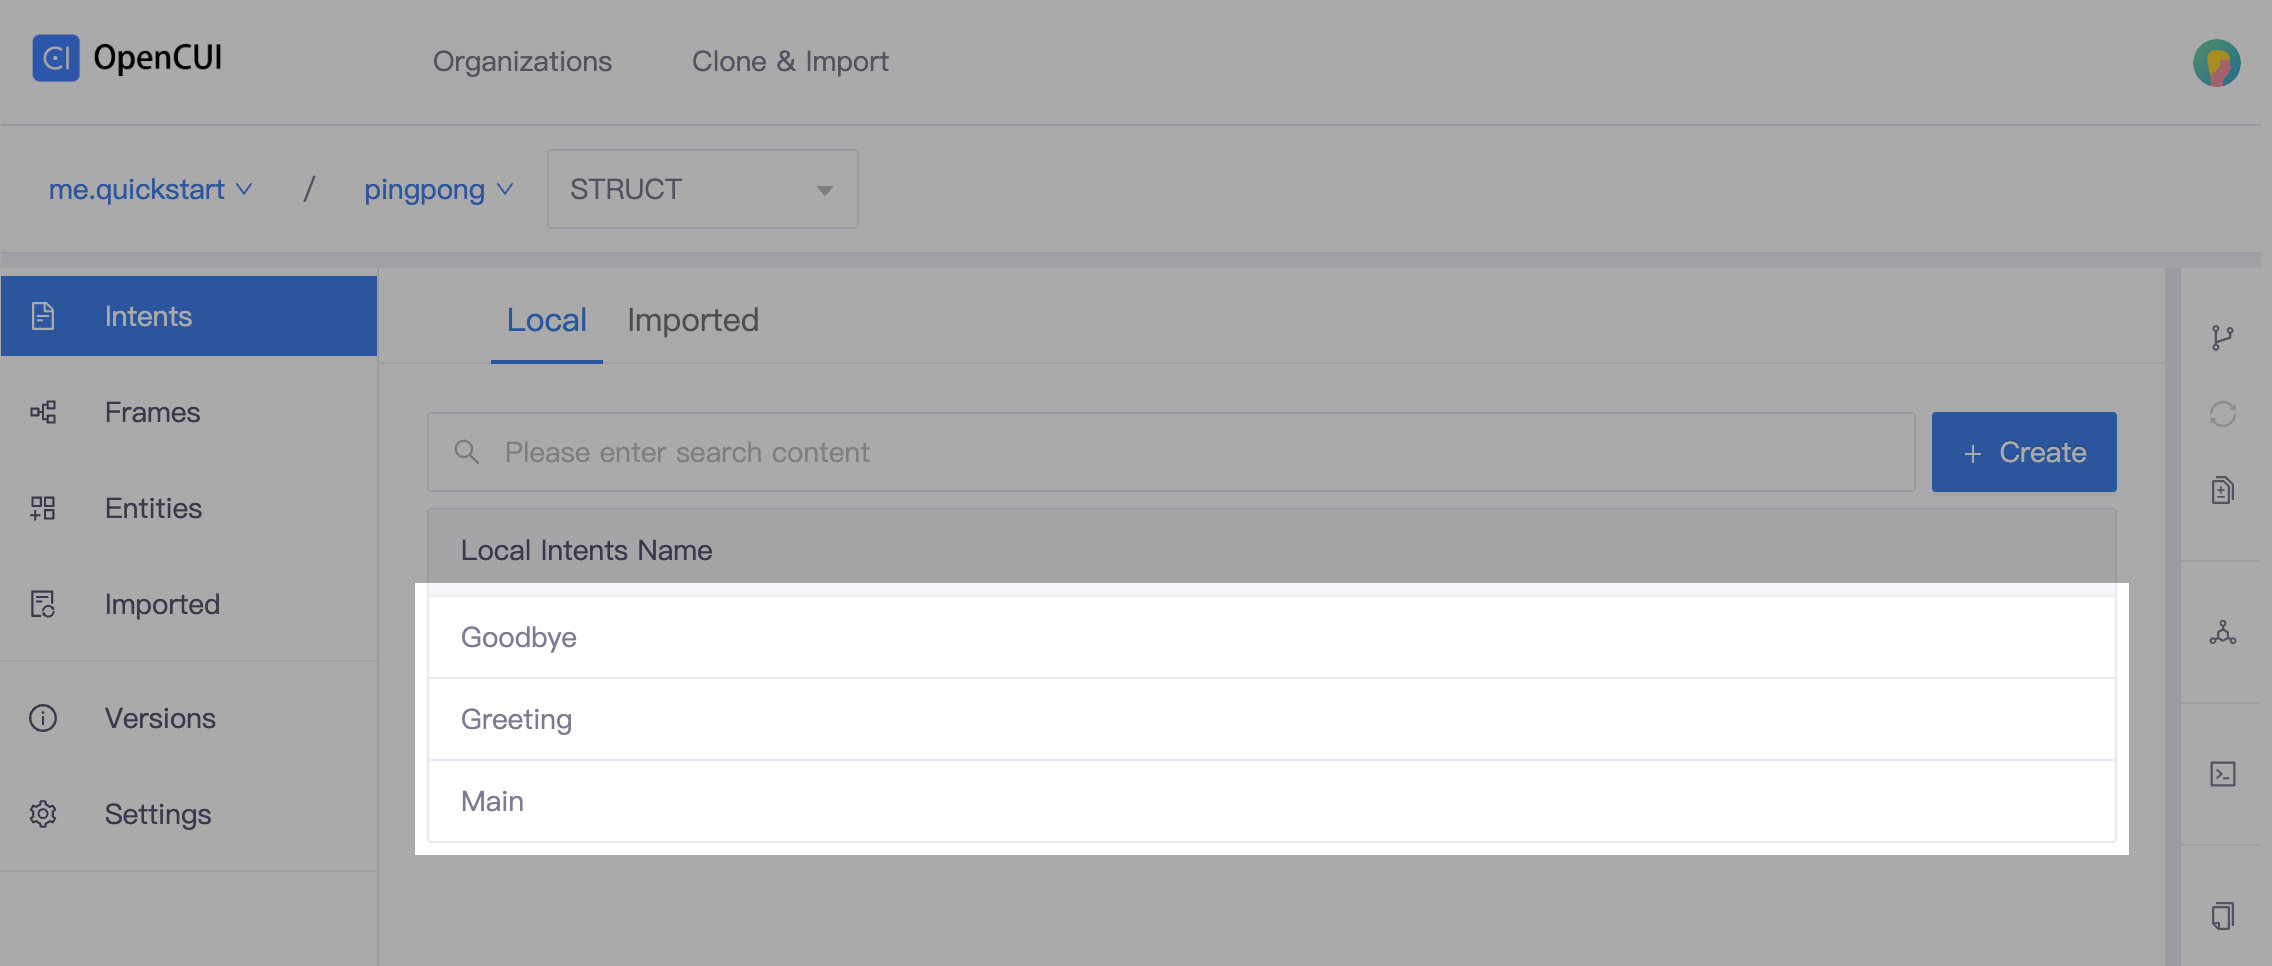 OpenCUI
Organizations
Clone & Import
me.quickstart / pingpong STRUCT
Intents
Frames
Entities
Imported
Versions
Settings
Local Imported
Please enter search content
+ Create
Local Intents Name
Goodbye
Greeting
Main